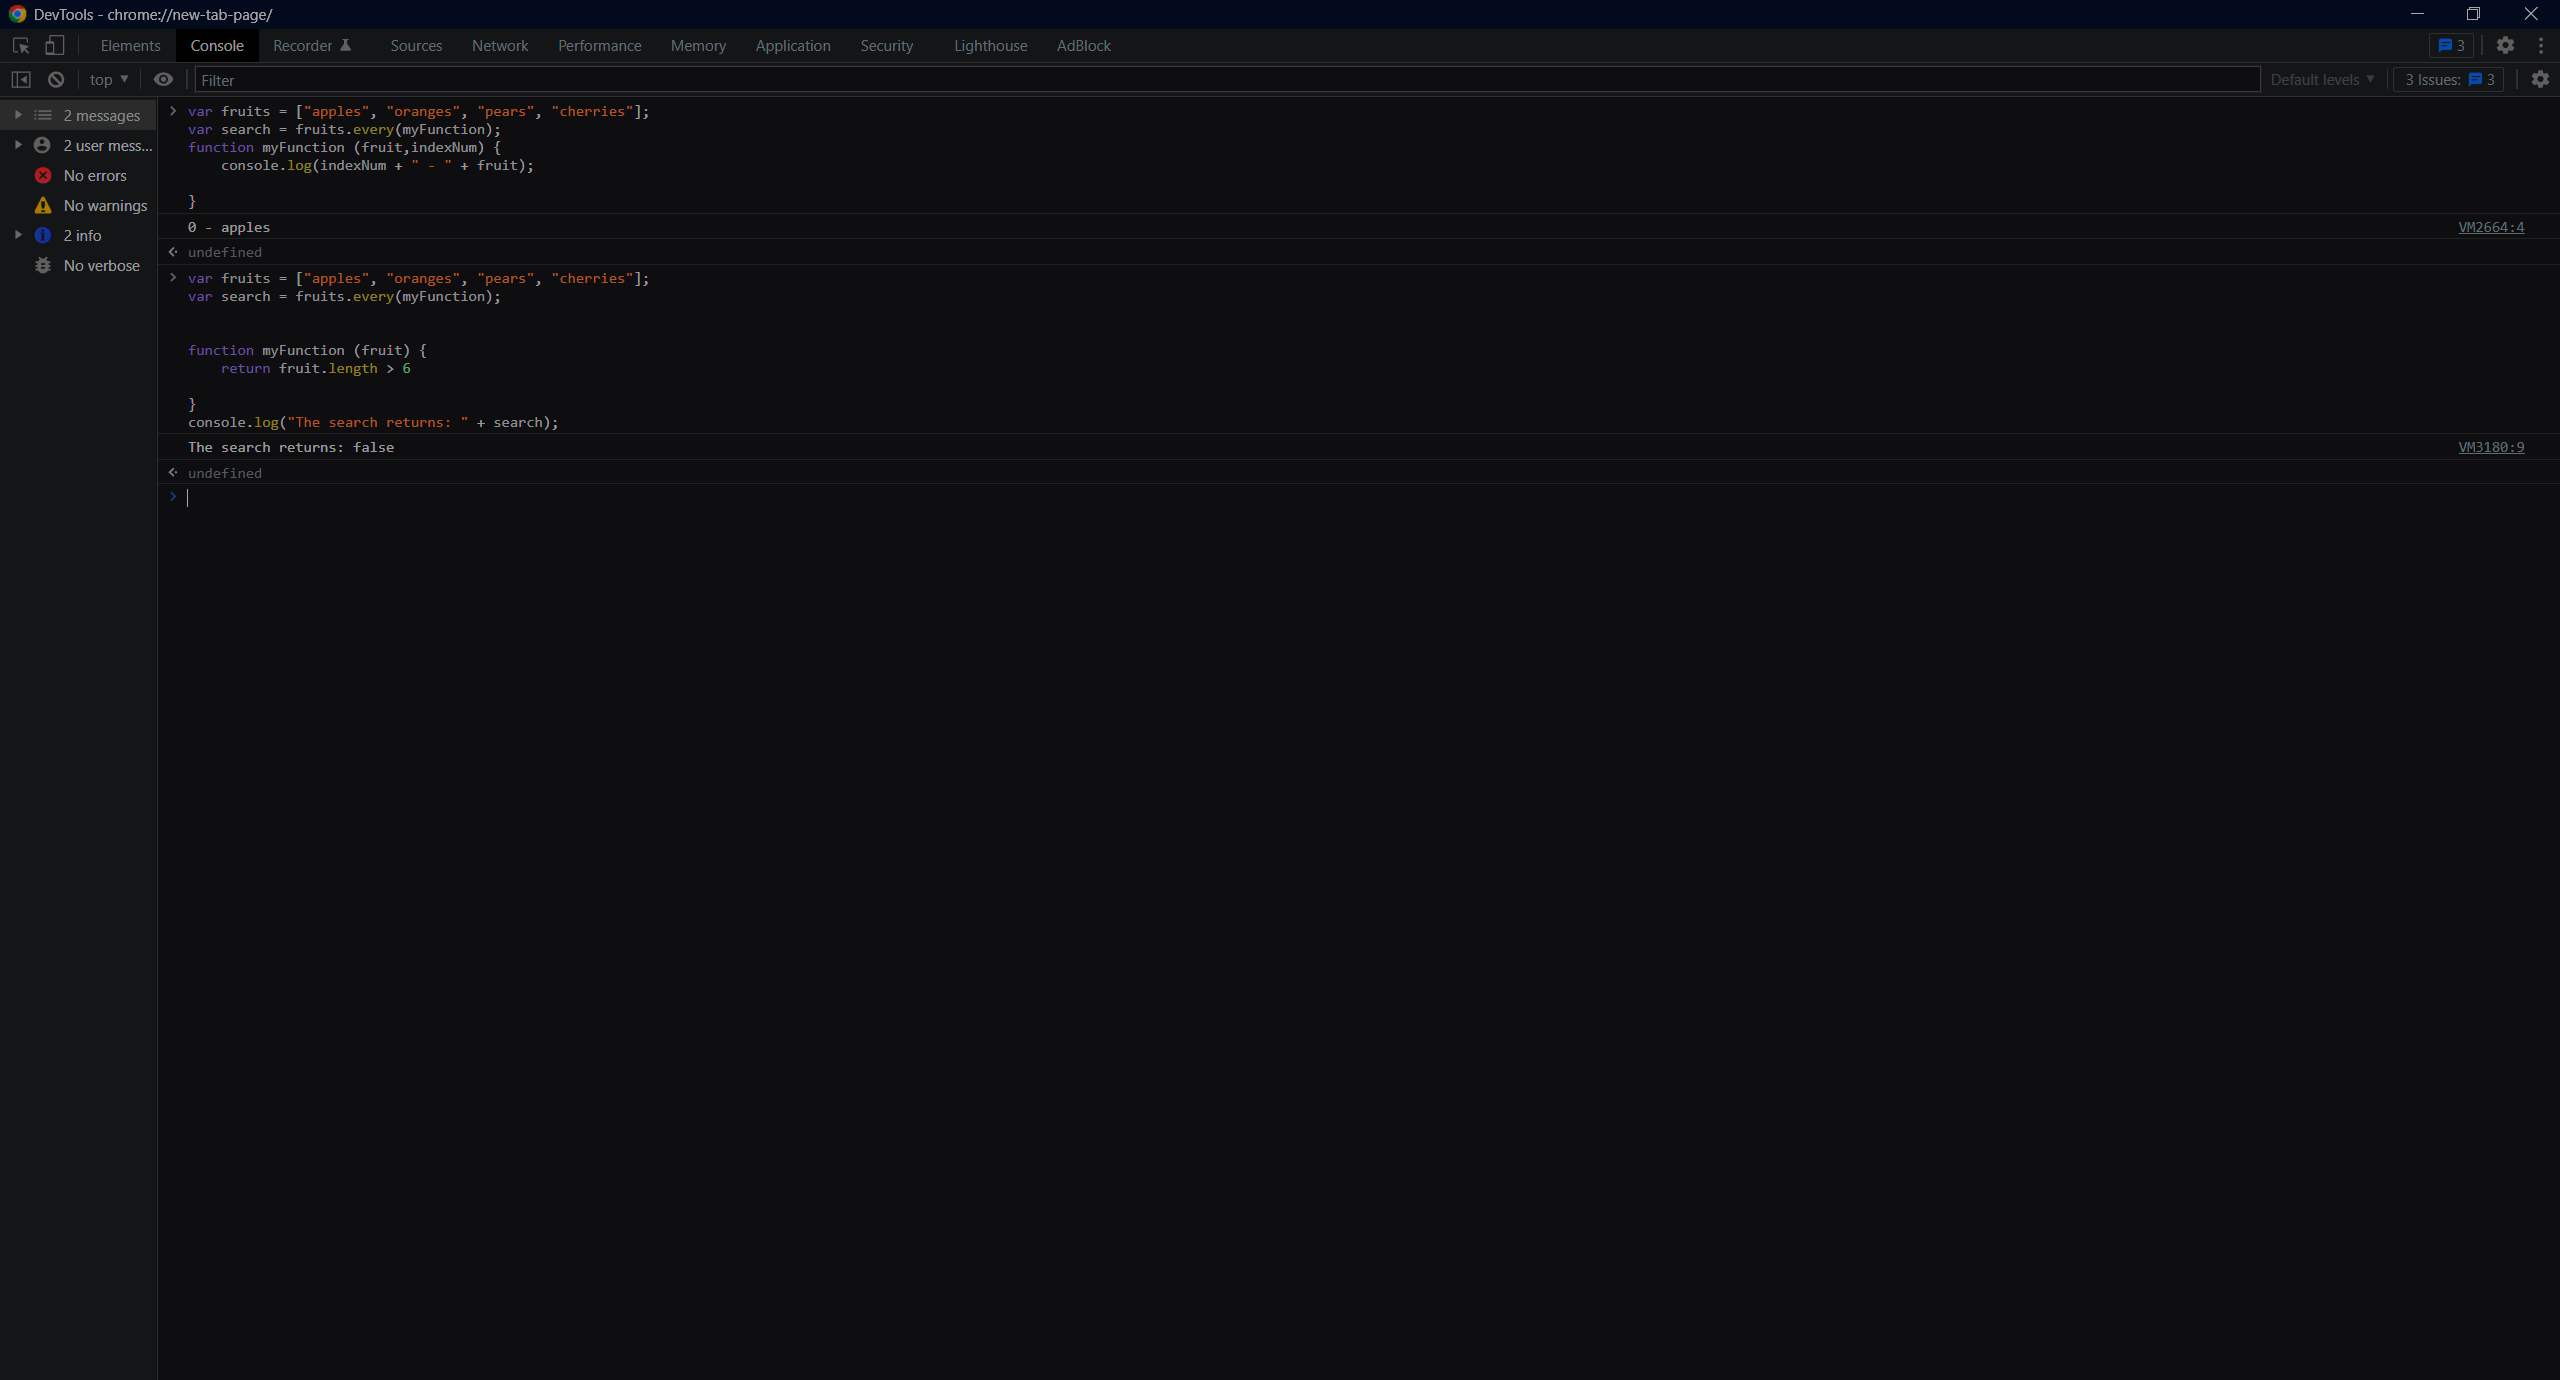 DevTools - chrome://new-tab-page/
Elements Console Recorder Sources Network Performance Memory Application Security Lighthouse AdBlock 3
top Filter Default levels 3 Issues: 3
2 messages
2 user mess...
No errors
No warnings
2 info
No verbose
var fruits = ["apples", "oranges", "pears", "cherries"];
var search = fruits.every(myFunction);
function myFunction (fruit,indexNum) {
    console.log(indexNum + " - " + fruit);
}
0 - apples VM2664:4
undefined
var fruits = ["apples", "oranges", "pears", "cherries"];
var search = fruits.every(myFunction);
function myFunction (fruit) {
    return fruit.length > 6
}
console.log("The search returns: " + search);
The search returns: false VM3180:9
undefined